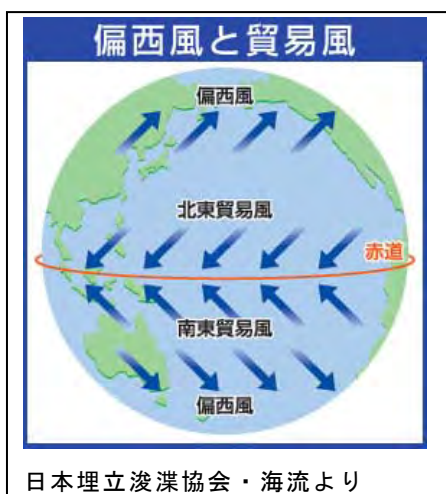 偏西風と貿易風
偏西風
北東貿易風
赤道
南東貿易風
偏西風
日本埋立浚渫協会・海流より